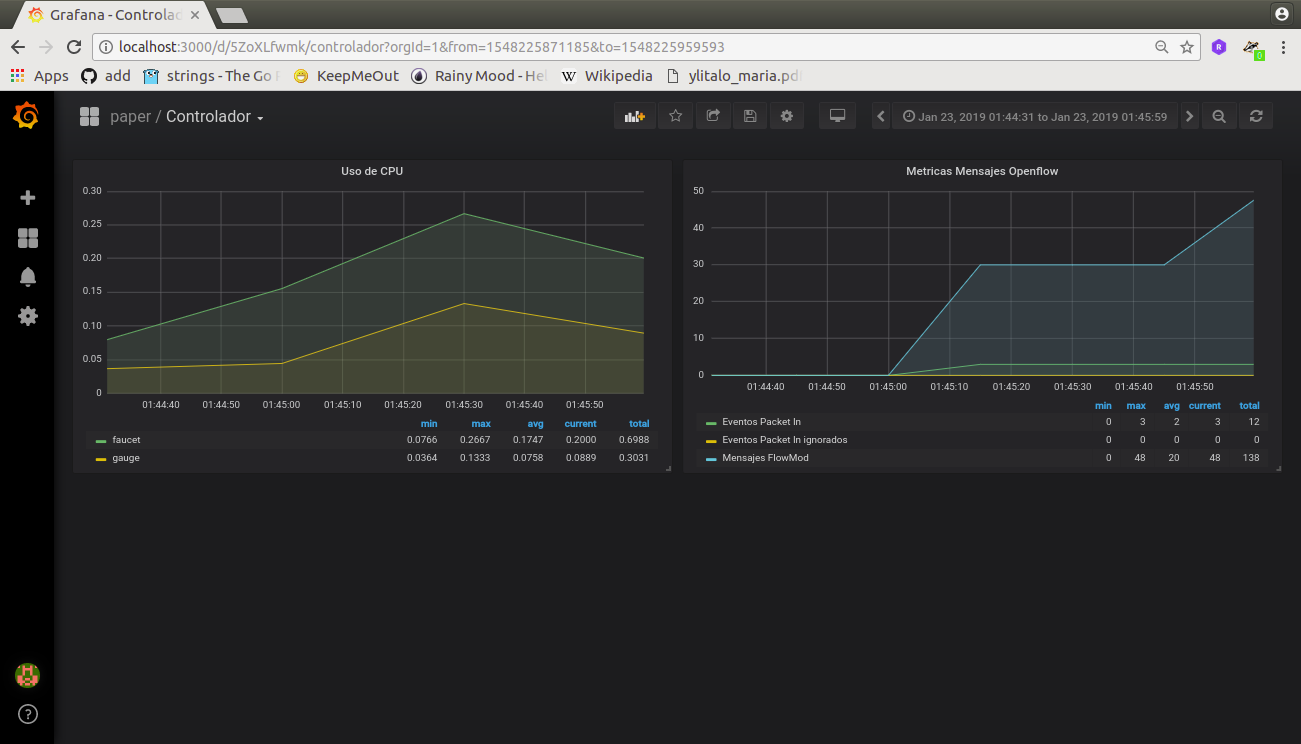 Grafana - Controlad
localhost:3000/d/5ZoXLfwmk/controlador?orgId=1&from=1548225871185&to=1548225959593
Apps add strings - The Go KeepMeOut Rainy Mood - Hel Wikipedia ylitalo_maria.pd
paper / Controlador
Jan 23, 2019 01:44:31 to Jan 23, 2019 01:45:59
Uso de CPU
0.30
0.25
0.20
0.15
0.10
0.05
0
01:44:40 01:44:50 01:45:00 01:45:10 01:45:20 01:45:30 01:45:40 01:45:50
min max avg current total
faucet 0.0766 0.2667 0.1747 0.2000 0.6988
gauge 0.0364 0.1333 0.0758 0.0889 0.3031
Metricas Mensajes Openflow
50
40
30
20
10
0
01:44:40 01:44:50 01:45:00 01:45:10 01:45:20 01:45:30 01:45:40 01:45:50
min max avg current total
Eventos Packet In 0 3 2 3 12
Eventos Packet In ignorados 0 0 0 0 0
Mensajes FlowMod 0 48 20 48 138